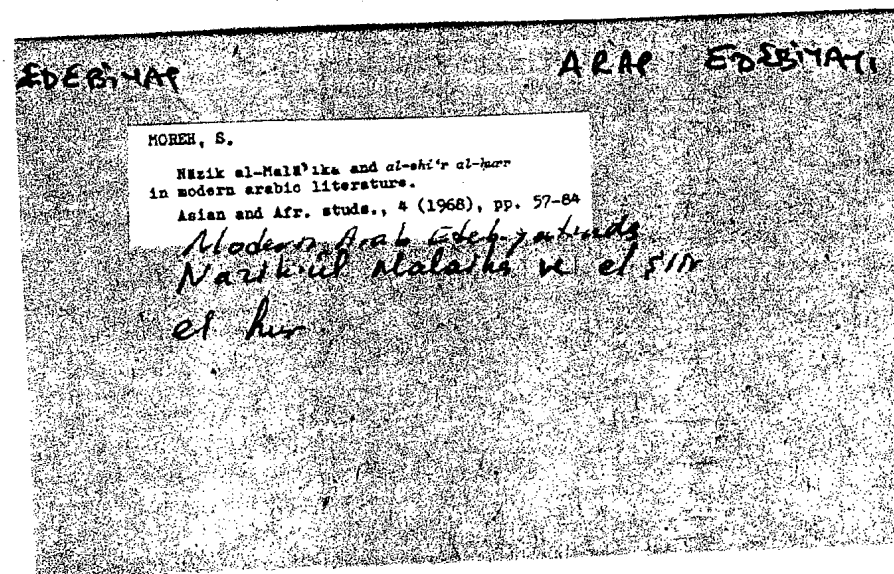 EDEBİYAT
ARAP EDEBİYATI
MOREH, S.
Nāzik al-Malā'ika and al-shi'r al-ḥurr
in modern arabic literature.
Asian and Afr. studs., 4 (1968), pp. 57-84
Modern Arab Edebiyatında
Nazik ül Malaika ve el şiir
el hur